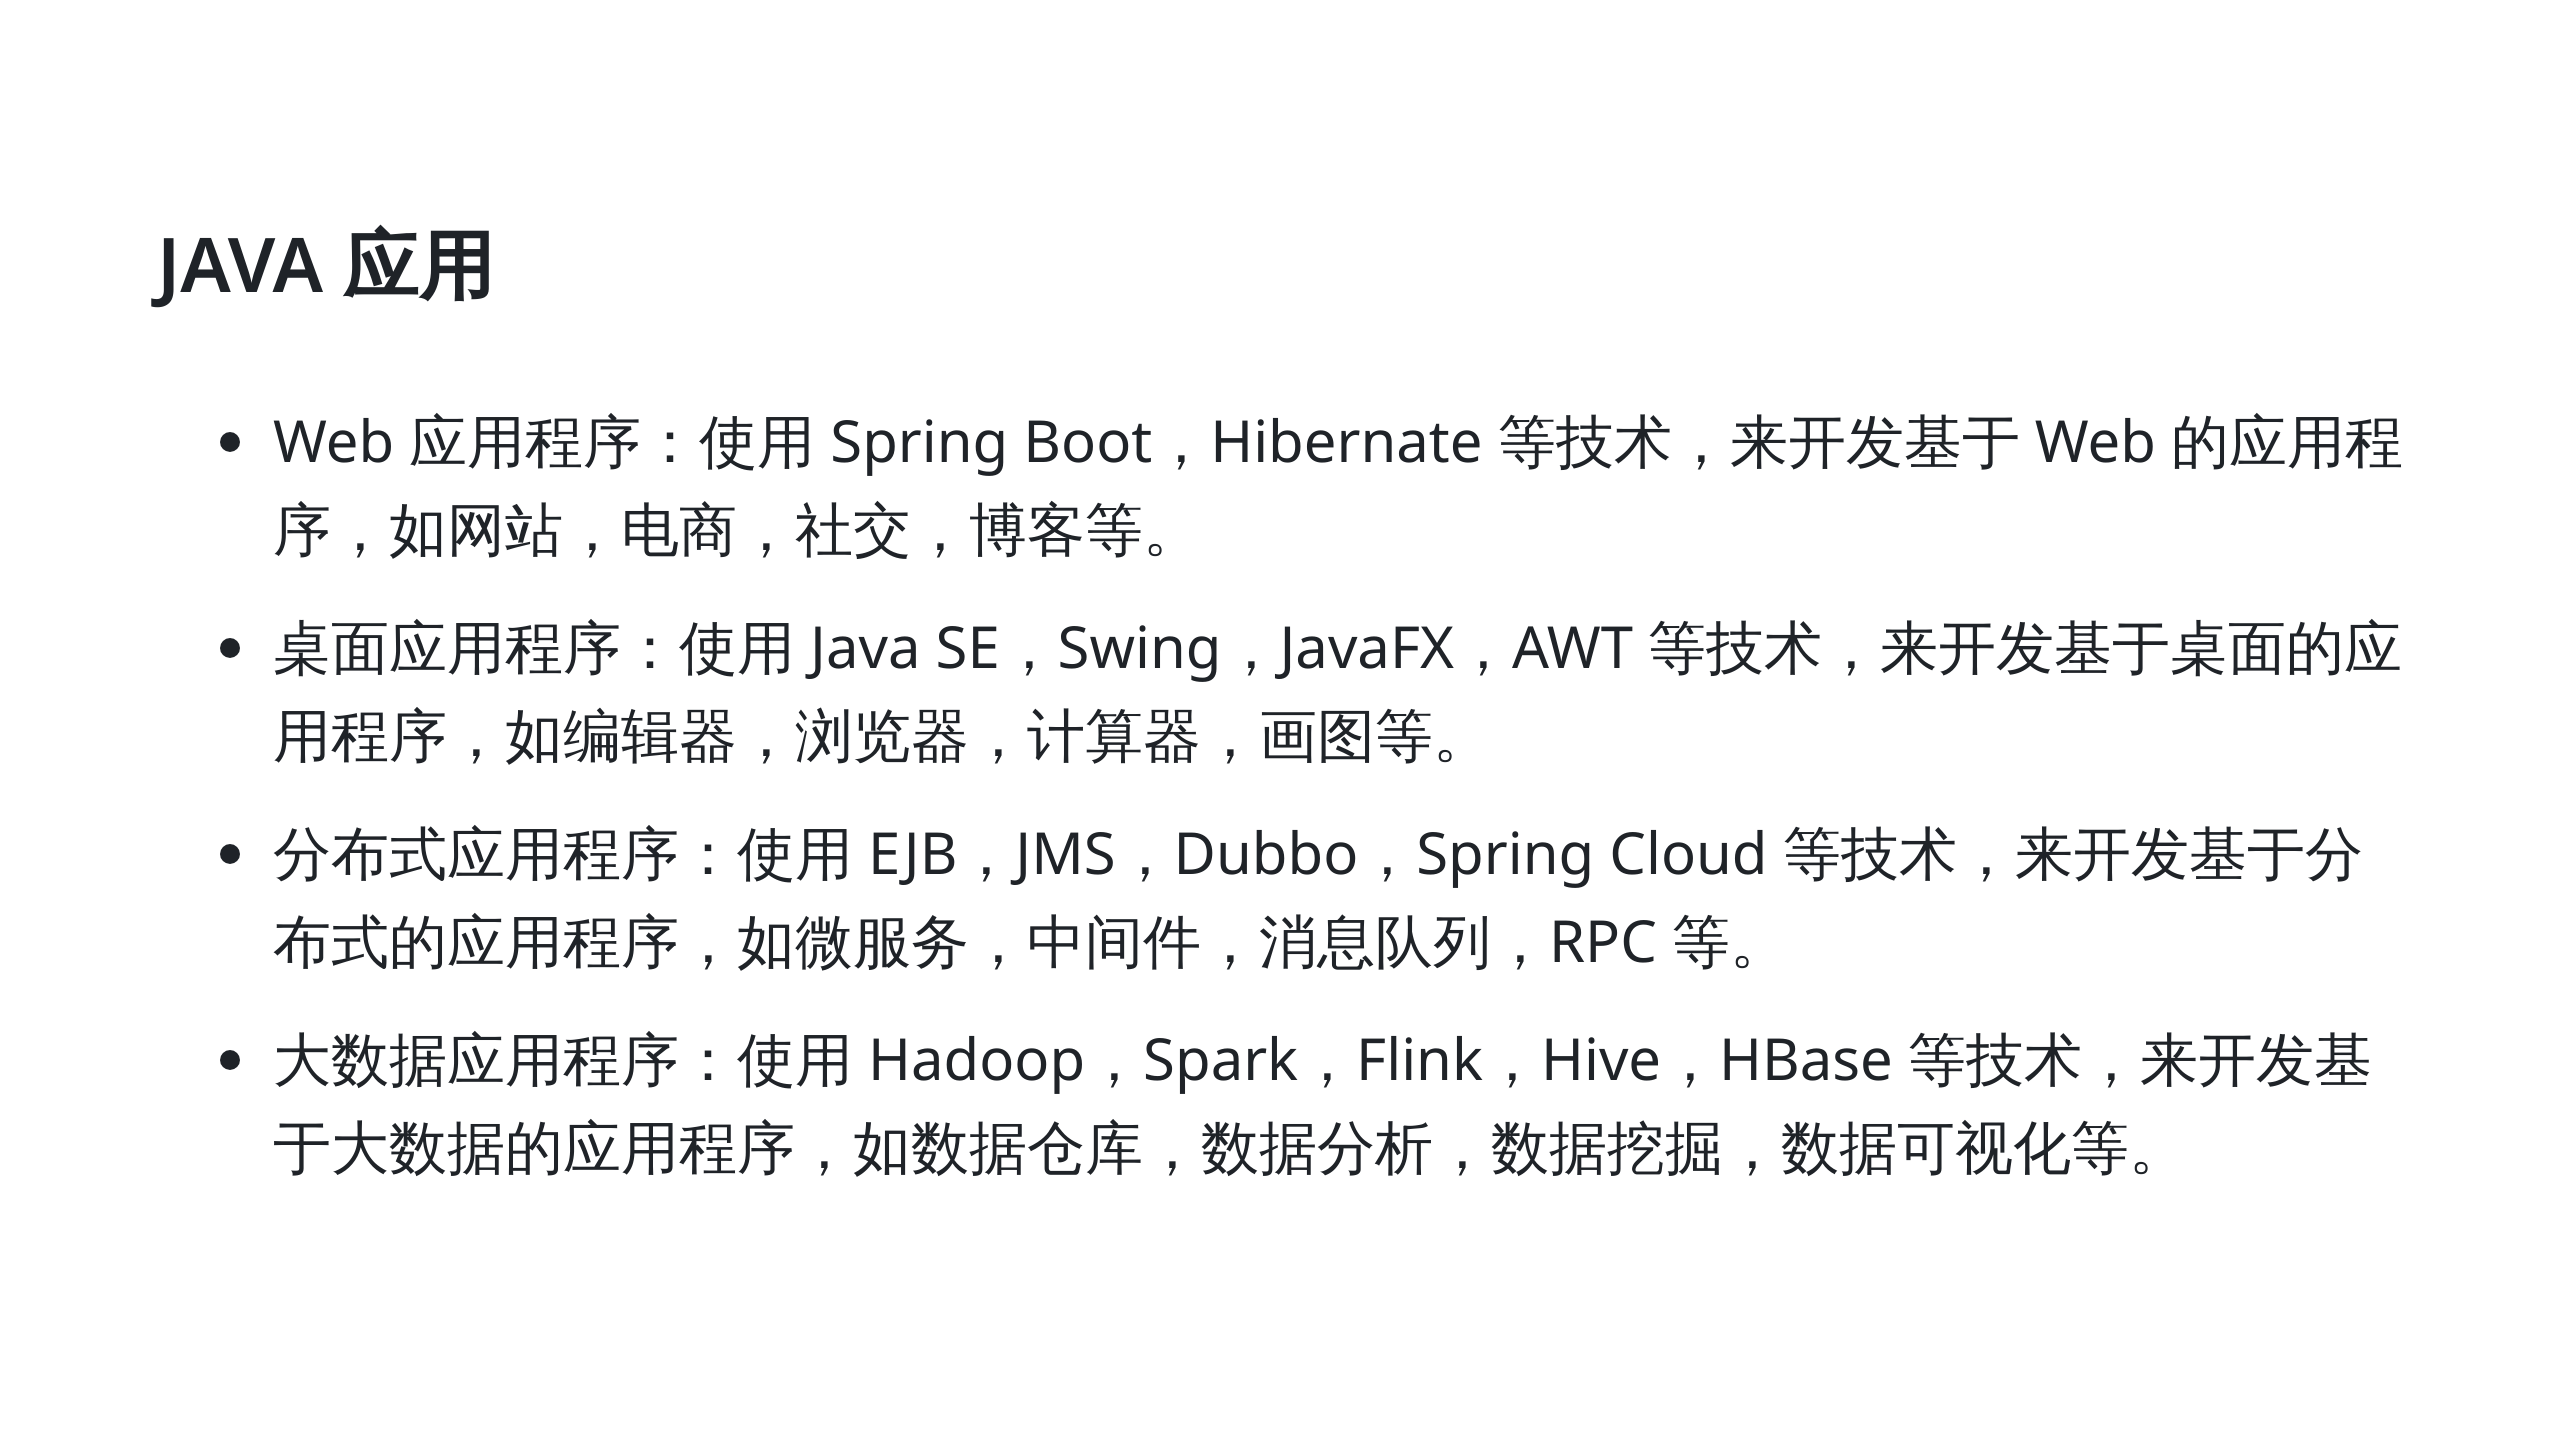 JAVA 应用
• Web 应用程序：使用 Spring Boot，Hibernate 等技术，来开发基于 Web 的应用程
序，如网站，电商，社交，博客等。
• 桌面应用程序：使用 Java SE，Swing，JavaFX，AWT 等技术，来开发基于桌面的应
用程序，如编辑器，浏览器，计算器，画图等。
• 分布式应用程序：使用 EJB，JMS，Dubbo，Spring Cloud 等技术，来开发基于分
布式的应用程序，如微服务，中间件，消息队列，RPC 等。
• 大数据应用程序：使用 Hadoop，Spark，Flink，Hive，HBase 等技术，来开发基
于大数据的应用程序，如数据仓库，数据分析，数据挖掘，数据可视化等。